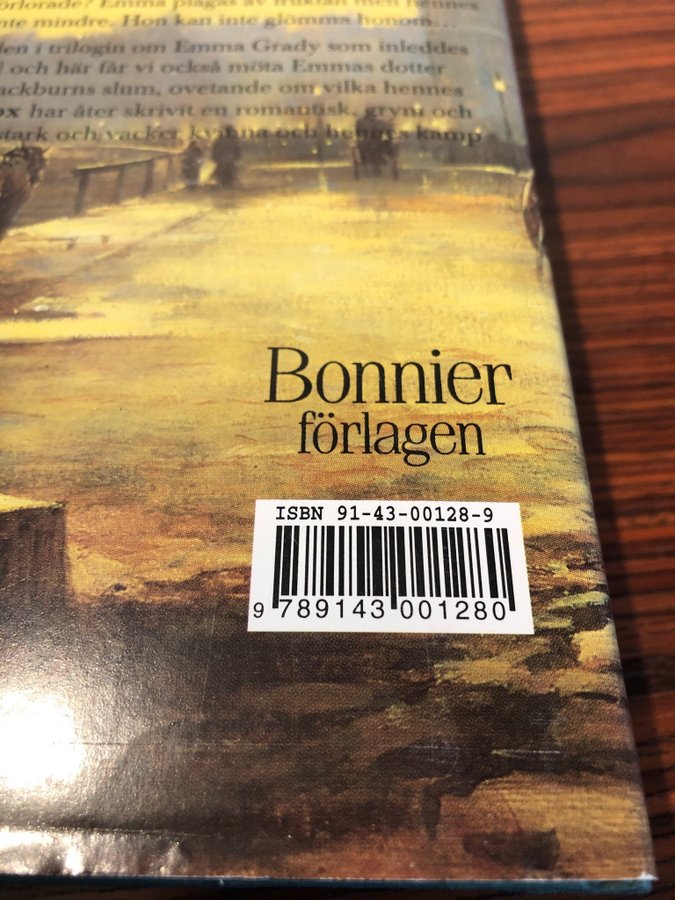 förlorade? Emma plågas av fruktan men hennes
inte mindre. Hon kan inte glömma honom...
den i trilogin om Emma Grady som inleddes
) och här får vi också möta Emmas dotter
ackburns slum, ovetande om vilka hennes
ox har åter skrivit en romantisk, grym och
stark och vacker kvinna och hennes kamp
Bonnier
förlagen
ISBN 91-43-00128-9
9 789143 001280